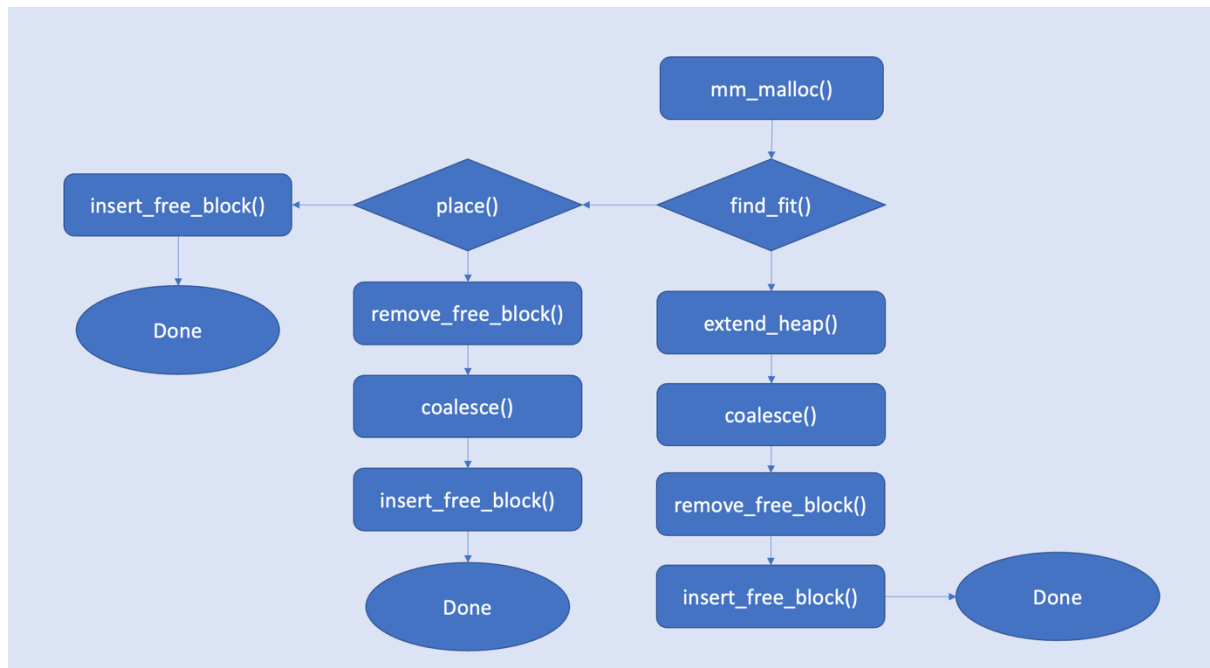 mm_malloc()
insert_free_block()
place()
find_fit()
Done
remove_free_block()
extend_heap()
coalesce()
coalesce()
insert_free_block()
remove_free_block()
Done
insert_free_block()
Done